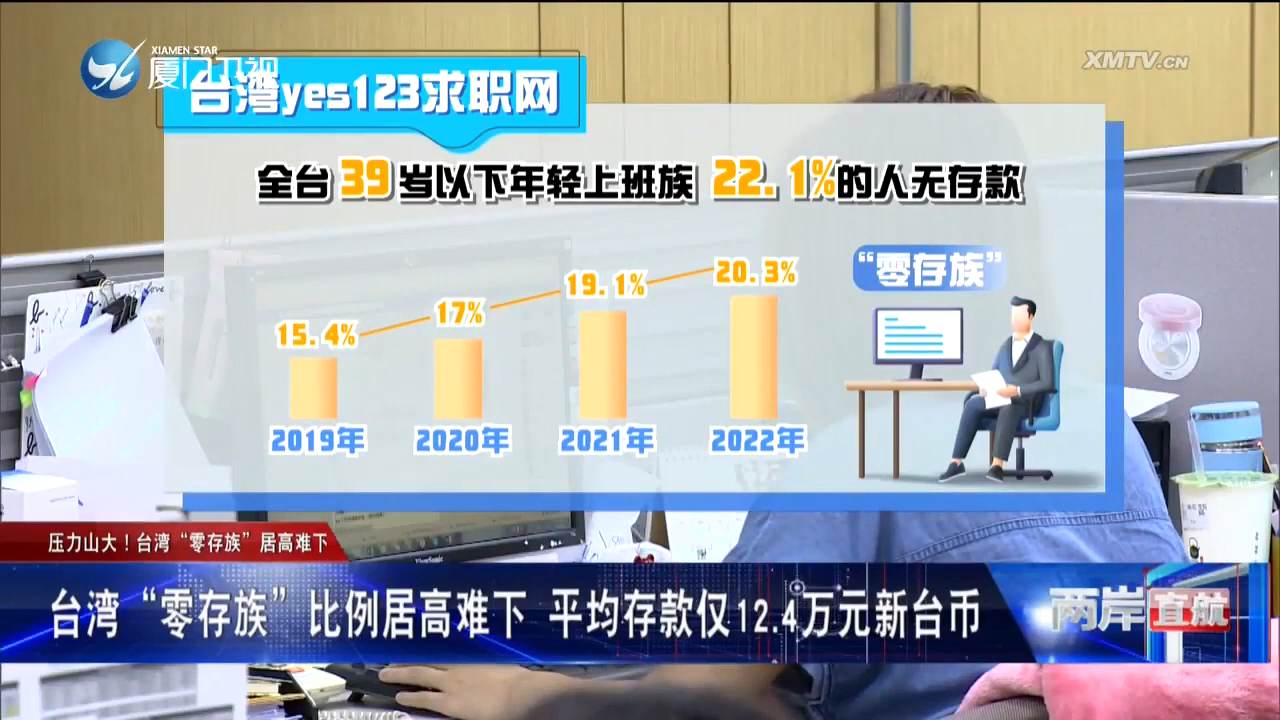 XIAMEN STAR
厦门卫视
XMTV.CN
台湾yes123求职网
全台39岁以下年轻上班族 22.1%的人无存款
“零存族”
15.4%
17%
19.1%
20.3%
2019年
2020年
2021年
2022年
ViewSonic
压力山大！台湾“零存族”居高难下
台湾“零存族”比例居高难下 平均存款仅12.4万元新台币
两岸直航